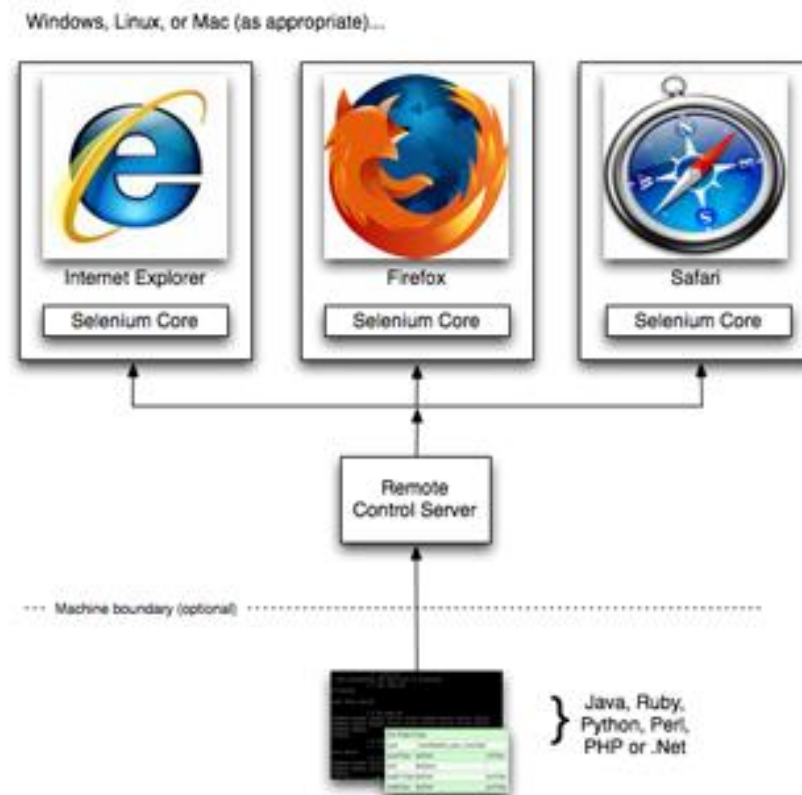 Windows, Linux, or Mac (as appropriate)...
Internet Explorer
Firefox
Safari
Selenium Core
Selenium Core
Selenium Core
Remote
Control Server
Machine boundary (optional)
Java, Ruby,
Python, Perl,
PHP or .Net